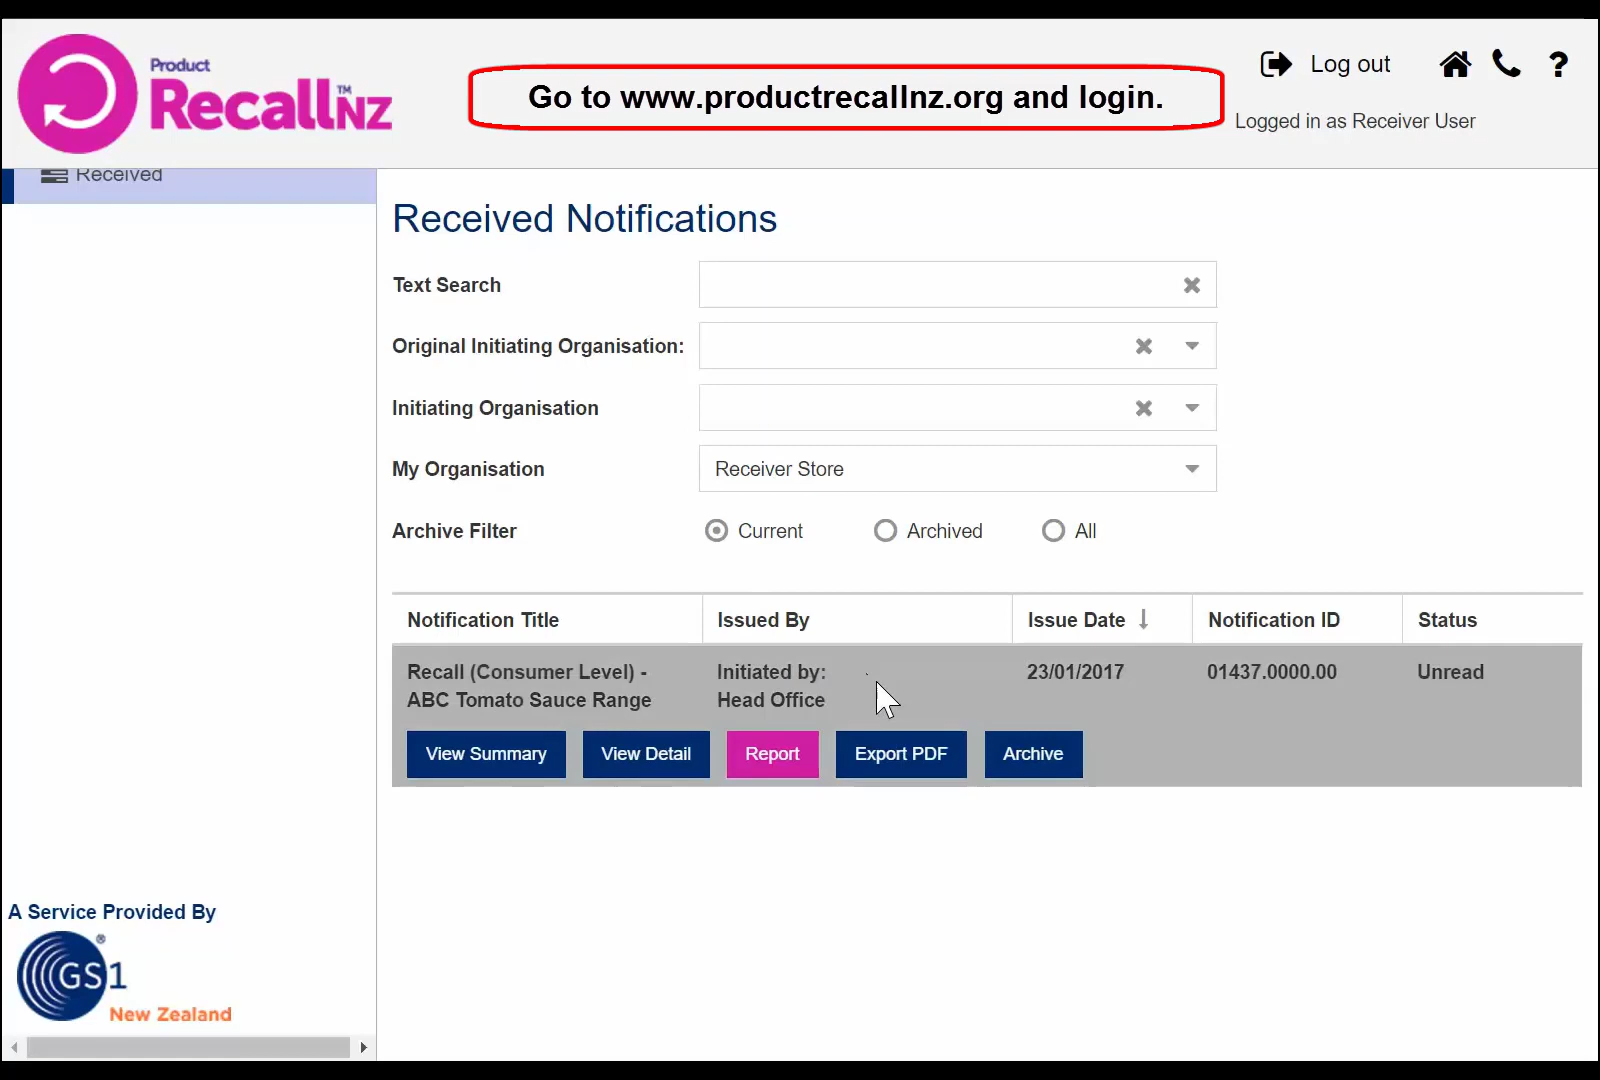 Product
RecallNZ™
Go to www.productrecallnz.org and login.
Log out
?
Logged in as Receiver User
Received
Received Notifications
Text Search
Original Initiating Organisation:
Initiating Organisation
My Organisation
Receiver Store
Archive Filter
Current
Archived
All
Notification Title
Issued By
Issue Date
Notification ID
Status
Recall (Consumer Level) -
ABC Tomato Sauce Range
Initiated by:
Head Office
23/01/2017
01437.0000.00
Unread
View Summary
View Detail
Report
Export PDF
Archive
A Service Provided By
GS1 ®
New Zealand